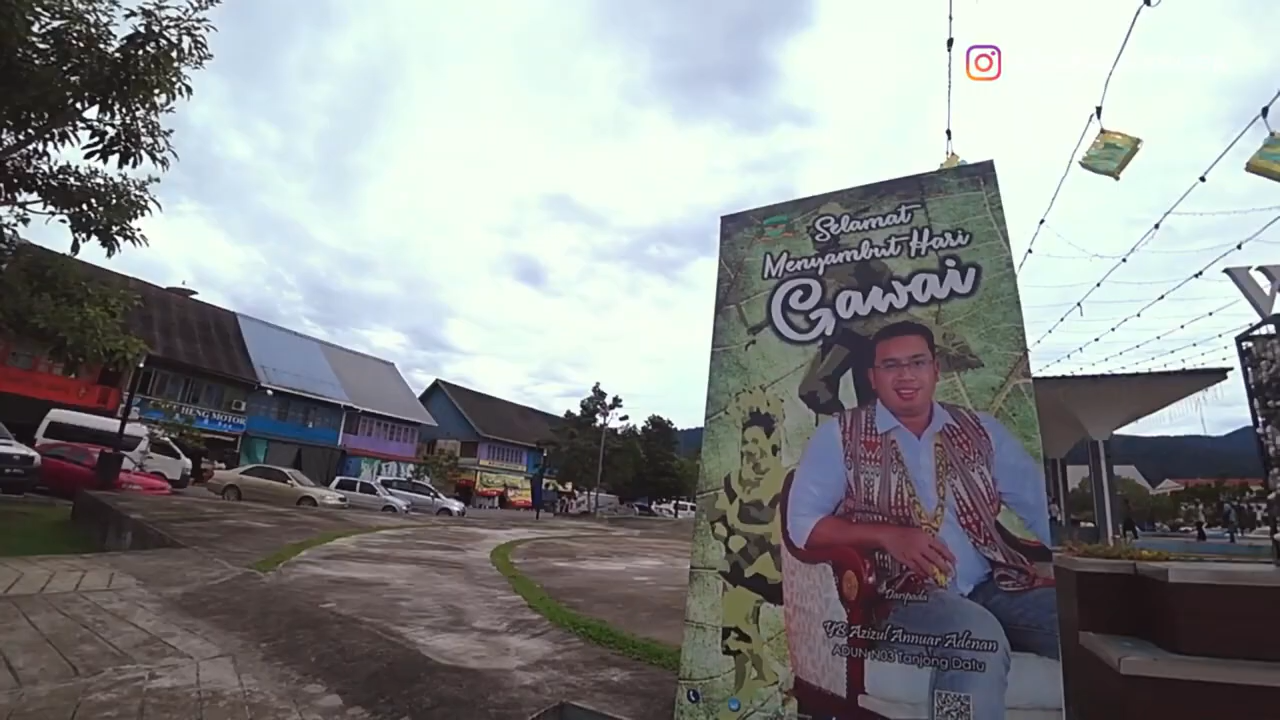 Selamat
Menyambut Hari
Gawai
Daripada
YB Azizul Annuar Adenan
ADUN N03 Tanjong Datu
HENG MOTOR